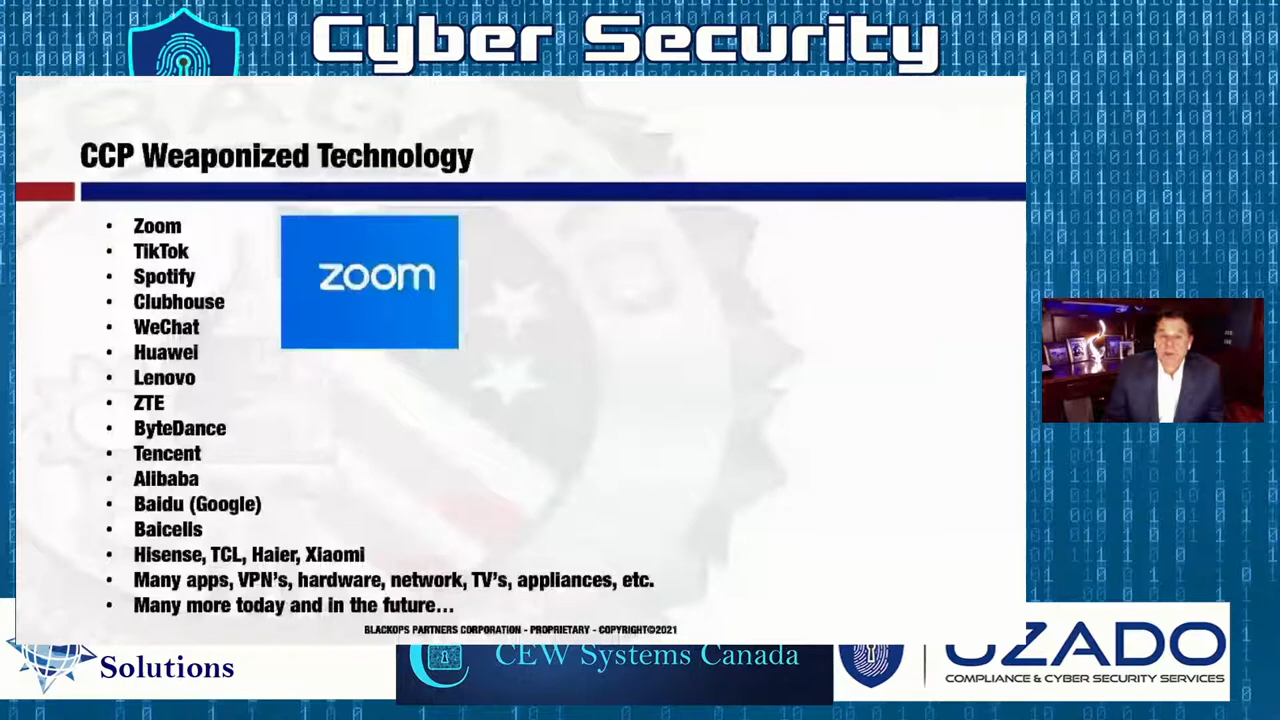 Cyber Security
CCP Weaponized Technology
• Zoom
• TikTok
• Spotify
• Clubhouse
• WeChat
• Huawei
• Lenovo
• ZTE
• ByteDance
• Tencent
• Alibaba
• Baidu (Google)
• Baicells
• Hisense, TCL, Haier, Xiaomi
• Many apps, VPN's, hardware, network, TV's, appliances, etc.
• Many more today and in the future…
zoom
BLACKOPS PARTNERS CORPORATION - PROPRIETARY - COPYRIGHT©2021
Solutions
CEW Systems Canada
UZADO
COMPLIANCE & CYBER SECURITY SERVICES